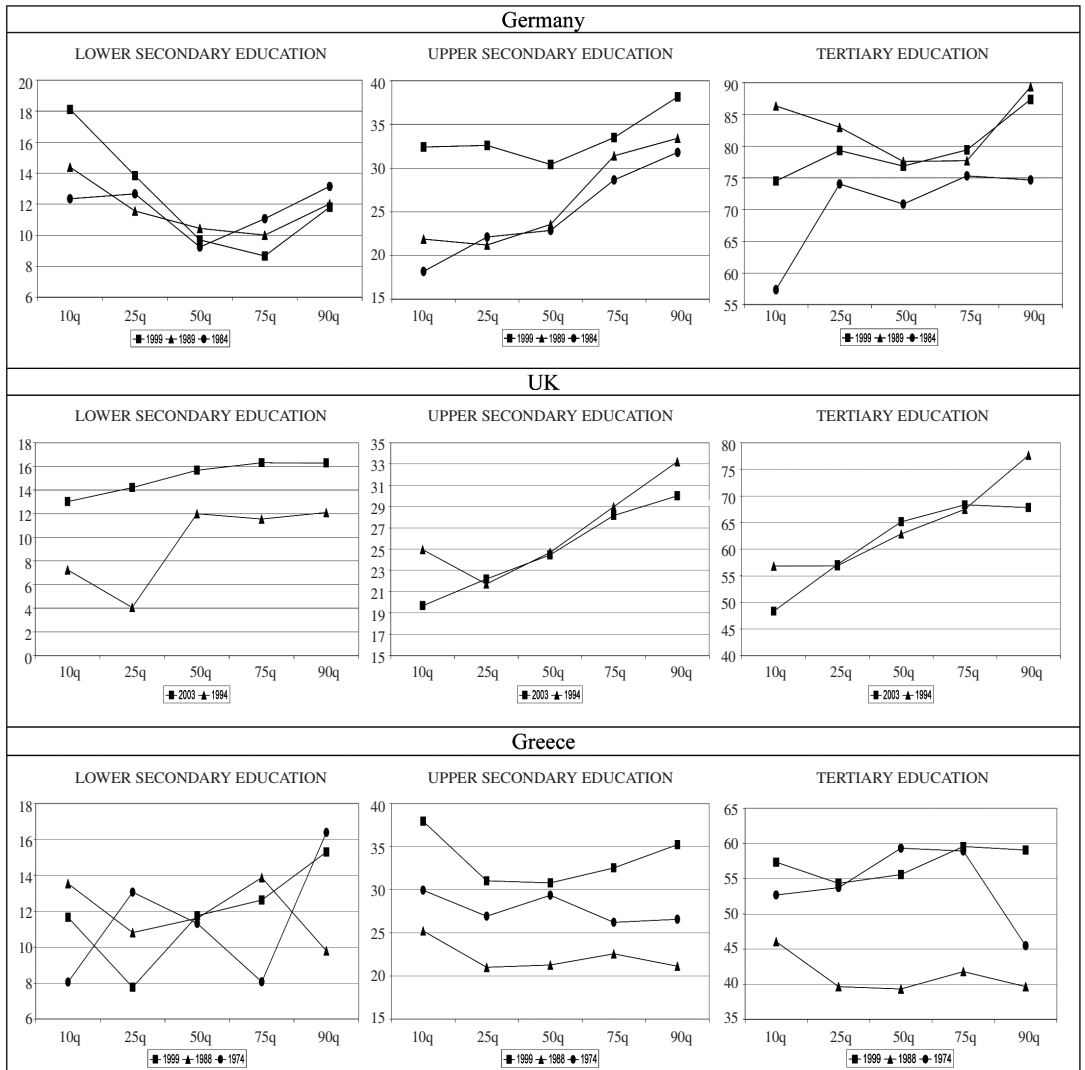 Germany
LOWER SECONDARY EDUCATION
20
18
16
14
12
10
8
6
10q 25q 50q 75q 90q
1999 1989 1984
UPPER SECONDARY EDUCATION
40
35
30
25
20
15
10q 25q 50q 75q 90q
1999 1989 1984
TERTIARY EDUCATION
90
85
80
75
70
65
60
55
10q 25q 50q 75q 90q
1999 1989 1984
UK
LOWER SECONDARY EDUCATION
18
16
14
12
10
8
6
4
2
0
10q 25q 50q 75q 90q
2003 1994
UPPER SECONDARY EDUCATION
35
33
31
29
27
25
23
21
19
17
15
10q 25q 50q 75q 90q
2003 1994
TERTIARY EDUCATION
80
75
70
65
60
55
50
45
40
10q 25q 50q 75q 90q
2003 1994
Greece
LOWER SECONDARY EDUCATION
18
16
14
12
10
8
6
10q 25q 50q 75q 90q
1999 1988 1974
UPPER SECONDARY EDUCATION
40
35
30
25
20
15
10q 25q 50q 75q 90q
1999 1988 1974
TERTIARY EDUCATION
65
60
55
50
45
40
35
10q 25q 50q 75q 90q
1999 1988 1974